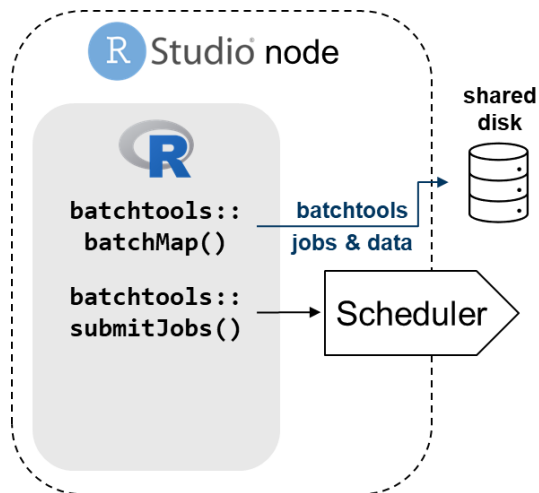 R Studio® node
shared
disk
R
batchtools::
batchMap()
batchtools
jobs & data
batchtools::
submitJobs()
Scheduler